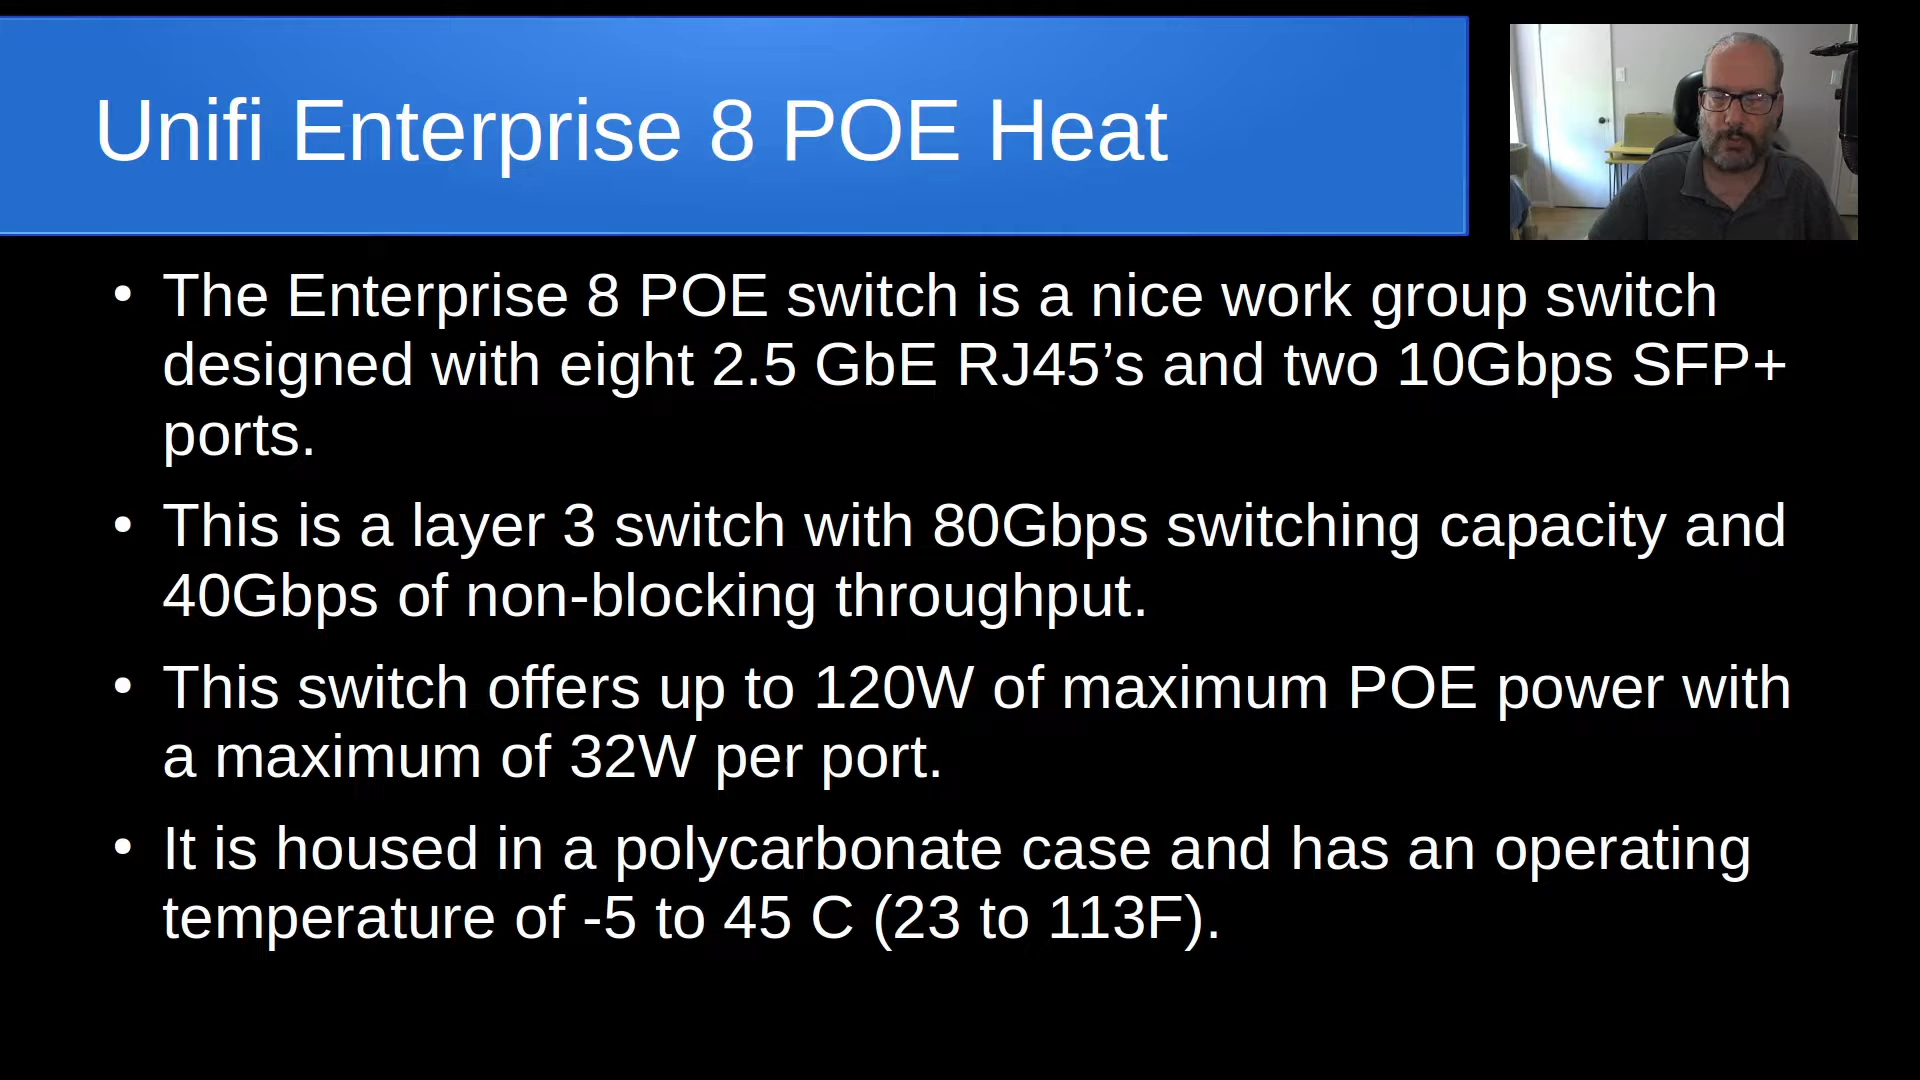 Unifi Enterprise 8 POE Heat
• The Enterprise 8 POE switch is a nice work group switch
designed with eight 2.5 GbE RJ45’s and two 10Gbps SFP+
ports.
• This is a layer 3 switch with 80Gbps switching capacity and
40Gbps of non-blocking throughput.
• This switch offers up to 120W of maximum POE power with
a maximum of 32W per port.
• It is housed in a polycarbonate case and has an operating
temperature of -5 to 45 C (23 to 113F).